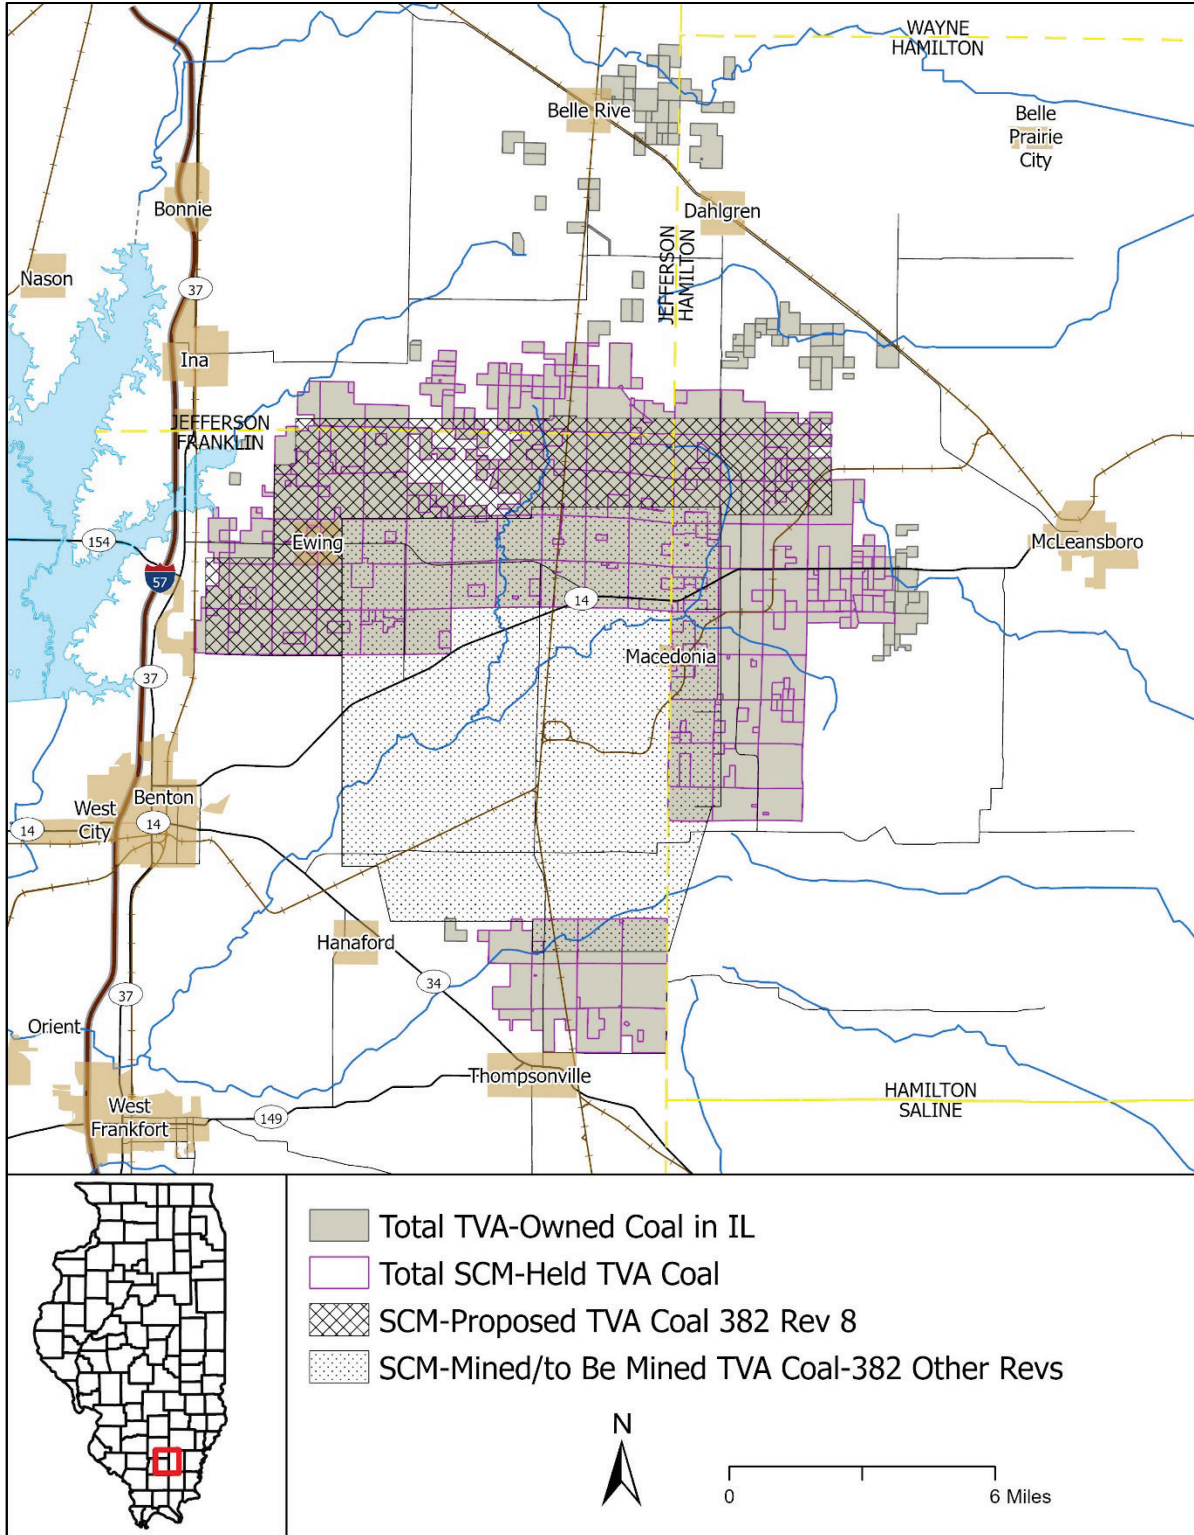 WAYNE
HAMILTON
Belle Rive
Belle
Prairie
City
Bonnie
Dahlgren
JEFFERSON
HAMILTON
Nason
37
Ina
JEFFERSON
FRANKLIN
154
Ewing
McLeansboro
57
14
Macedonia
37
Benton
West
City
14
14
Hanaford
34
37
Orient
Thompsonville
HAMILTON
SALINE
West
Frankfort
149
Total TVA-Owned Coal in IL
Total SCM-Held TVA Coal
SCM-Proposed TVA Coal 382 Rev 8
SCM-Mined/to Be Mined TVA Coal-382 Other Revs
N
0
6 Miles